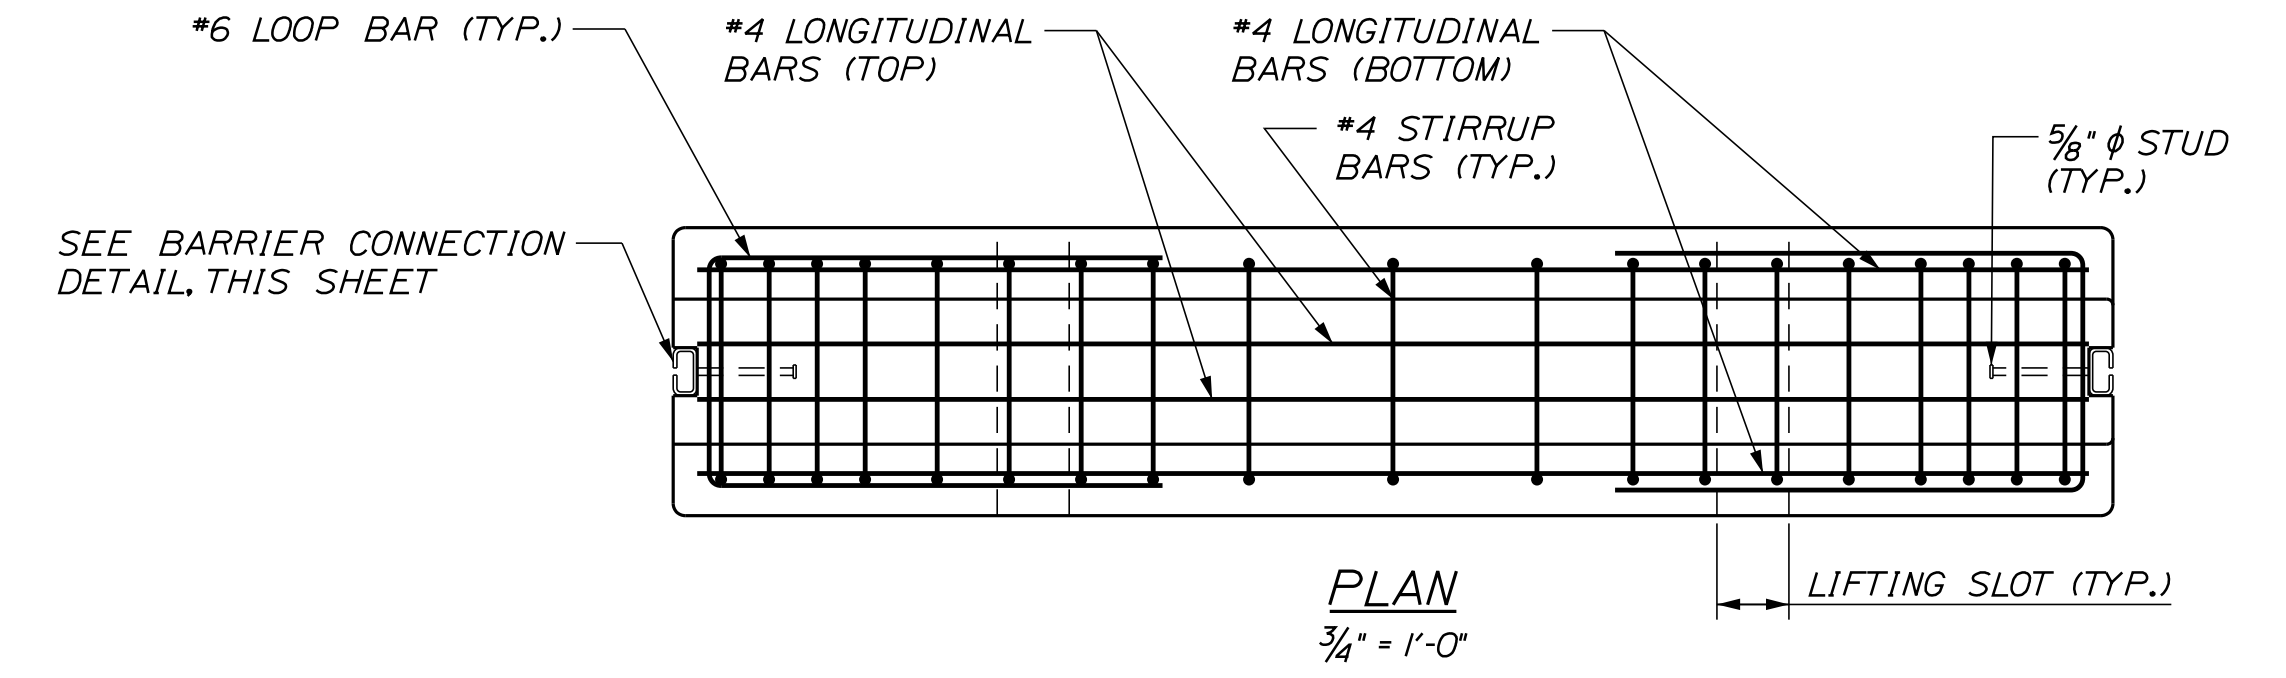 #6 LOOP BAR (TYP.)
#4 LONGITUDINAL
BARS (TOP)
#4 LONGITUDINAL
BARS (BOTTOM)
#4 STIRRUP
BARS (TYP.)
5/8" ϕ STUD
(TYP.)
SEE BARRIER CONNECTION
DETAIL, THIS SHEET
PLAN
3/4" = 1'-0"
LIFTING SLOT (TYP.)